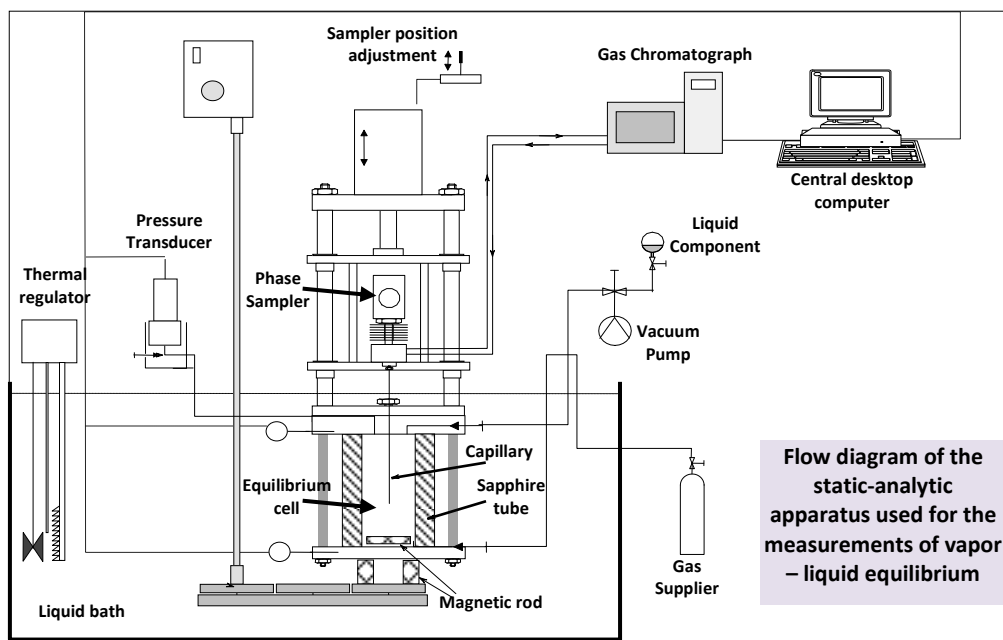 Sampler position
adjustment
Gas Chromatograph
Central desktop
computer
Pressure
Transducer
Liquid
Component
Thermal
regulator
Phase
Sampler
Vacuum
Pump
Capillary
Equilibrium
cell
Sapphire
tube
Flow diagram of the
static-analytic
apparatus used for the
measurements of vapor
– liquid equilibrium
Gas
Supplier
Magnetic rod
Liquid bath